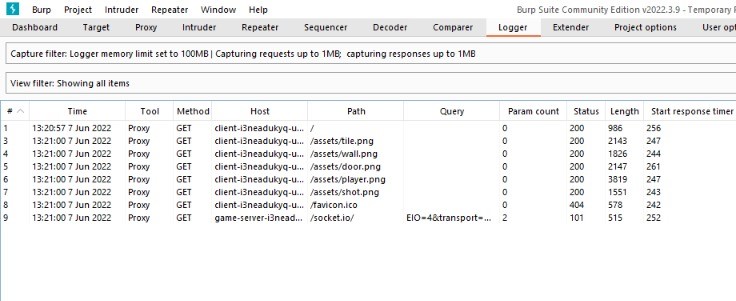 Burp Project Intruder Repeater Window Help Burp Suite Community Edition v2022.3.9 - Temporary
Dashboard Target Proxy Intruder Repeater Sequencer Decoder Comparer Logger Extender Project options User opt
Capture filter: Logger memory limit set to 100MB | Capturing requests up to 1MB; capturing responses up to 1MB
View filter: Showing all items
# Time Tool Method Host Path Query Param count Status Length Start response timer
1 13:20:57 7 Jun 2022 Proxy GET client-i3neadukyq-u... / 0 200 986 256
3 13:21:00 7 Jun 2022 Proxy GET client-i3neadukyq-u... /assets/tile.png 0 200 2143 247
4 13:21:00 7 Jun 2022 Proxy GET client-i3neadukyq-u... /assets/wall.png 0 200 1826 244
5 13:21:00 7 Jun 2022 Proxy GET client-i3neadukyq-u... /assets/door.png 0 200 2147 261
6 13:21:00 7 Jun 2022 Proxy GET client-i3neadukyq-u... /assets/player.png 0 200 3819 247
7 13:21:00 7 Jun 2022 Proxy GET client-i3neadukyq-u... /assets/shot.png 0 200 1551 243
8 13:21:00 7 Jun 2022 Proxy GET client-i3neadukyq-u... /favicon.ico 0 404 578 242
9 13:21:00 7 Jun 2022 Proxy GET game-server-i3nead... /socket.io/ EIO=4&transport=... 2 101 515 252